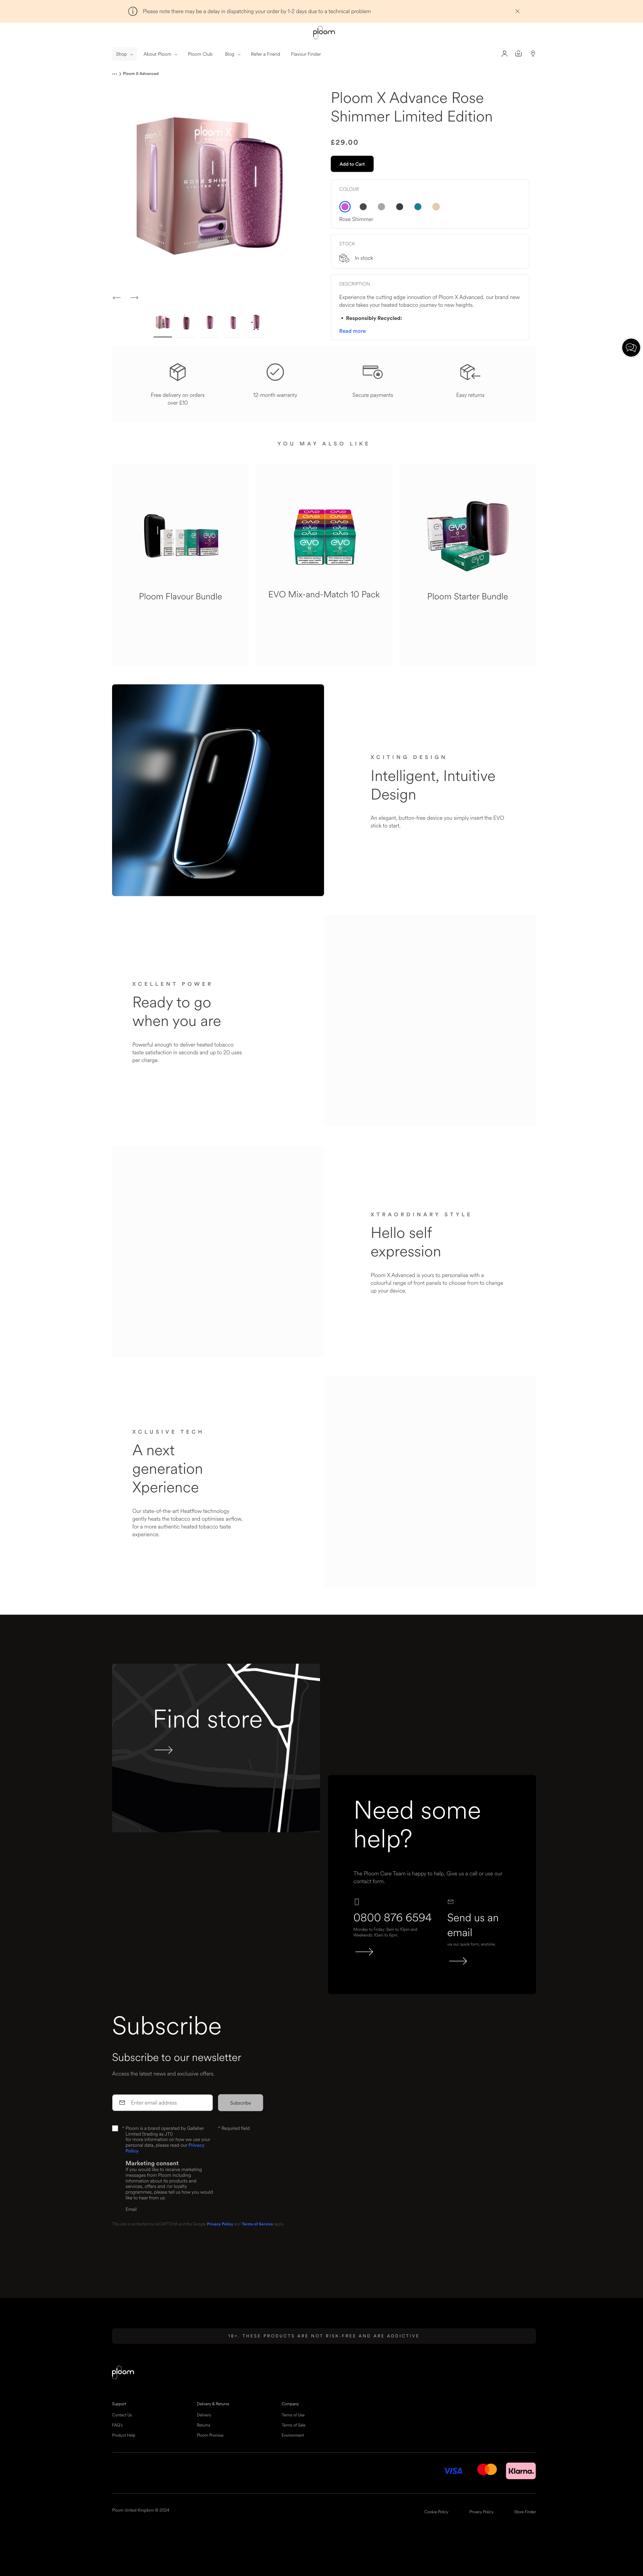 Please note there may be a delay in dispatching your order by 1-2 days due to a technical problem
ploom
Shop
About Ploom
Ploom Club
Blog
Refer a Friend
Flavour Finder
Ploom X Advanced
Ploom X Advance Rose
Shimmer Limited Edition
£29.00
Add to Cart
COLOUR
Rose Shimmer
STOCK
In stock
DESCRIPTION
Experience the cutting edge innovation of Ploom X Advanced, our brand new
device takes your heated tobacco journey to new heights.
• Responsibly Recycled:
Read more
Free delivery on orders
over £10
12-month warranty
Secure payments
Easy returns
YOU MAY ALSO LIKE
Ploom Flavour Bundle
EVO Mix-and-Match 10 Pack
Ploom Starter Bundle
XCITING DESIGN
Intelligent, Intuitive
Design
An elegant, button-free device you simply insert the EVO
stick to start.
XCELLENT POWER
Ready to go
when you are
Powerful enough to deliver heated tobacco
taste satisfaction in seconds and up to 20 uses
per charge.
XTRAORDINARY STYLE
Hello self
expression
Ploom X Advanced is yours to personalise with a
colourful range of front panels to choose from to change
up your device.
XCLUSIVE TECH
A next
generation
Xperience
Our state-of-the-art Heatflow technology
gently heats the tobacco and optimises airflow,
for a more authentic heated tobacco taste
experience.
Find store
Need some
help?
The Ploom Care Team is happy to help. Give us a call or use our
contact form.
0800 876 6594
Monday to Friday: 8am to 10pm and
Weekends: 10am to 6pm.
Send us an
email
via our quick form, anytime.
Subscribe
Subscribe to our newsletter
Access the latest news and exclusive offers.
Enter email address
Subscribe
* Ploom is a brand operated by Gallaher
Limited (trading as JTI)
for more information on how we use your
personal data, please read our Privacy
Policy
* Required field
Marketing consent
If you would like to receive marketing
messages from Ploom including
information about its products and
services, offers and /or loyalty
programmes, please tell us how you would
like to hear from us:
Email
This site is protected by reCAPTCHA and the Google Privacy Policy and Terms of Service apply.
18+. THESE PRODUCTS ARE NOT RISK-FREE AND ARE ADDICTIVE
ploom
Support
Contact Us
FAQ's
Product Help
Delivery & Returns
Delivery
Returns
Ploom Promise
Company
Terms of Use
Terms of Sale
Environment
VISA
Klarna.
Ploom United Kingdom © 2024
Cookie Policy
Privacy Policy
Store Finder